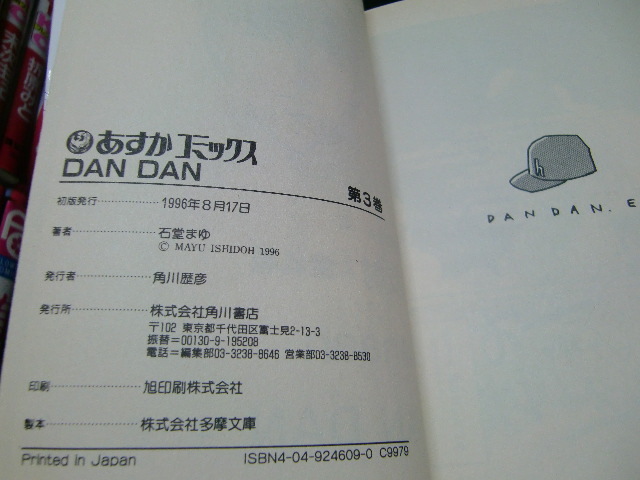 あすかコミックス
DAN DAN
第3巻
初版発行 1996年8月17日
著者 石堂まゆ
© MAYU ISHIDOH 1996
発行者 角川歴彦
発行所 株式会社角川書店
〒102 東京都千代田区富士見2-13-3
振替=00130-9-195208
電話=編集部03-3238-8646 営業部03-3238-8530
印刷 旭印刷株式会社
製本 株式会社多摩文庫
Printed in Japan ISBN4-04-924609-0 C9979
h
DAN DAN. E